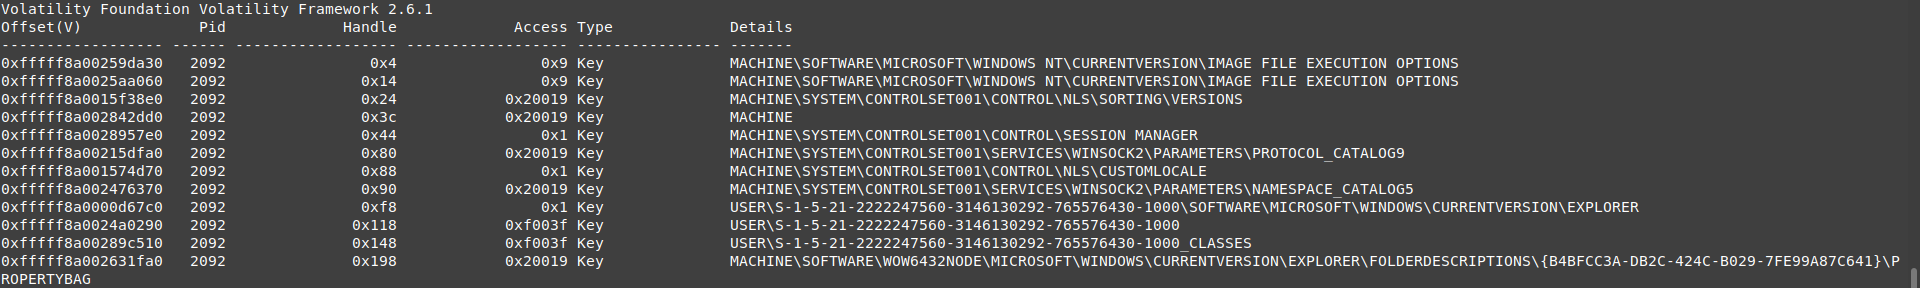 Volatility Foundation Volatility Framework 2.6.1
Offset(V)             Pid             Handle             Access Type             Details
------------------ ------ ------------------ ------------------ ---------------- -------
0xfffff8a00259da30   2092                0x4                0x9 Key              MACHINE\SOFTWARE\MICROSOFT\WINDOWS NT\CURRENTVERSION\IMAGE FILE EXECUTION OPTIONS
0xfffff8a0025aa060   2092               0x14                0x9 Key              MACHINE\SOFTWARE\MICROSOFT\WINDOWS NT\CURRENTVERSION\IMAGE FILE EXECUTION OPTIONS
0xfffff8a0015f38e0   2092               0x24            0x20019 Key              MACHINE\SYSTEM\CONTROLSET001\CONTROL\NLS\SORTING\VERSIONS
0xfffff8a002842dd0   2092               0x3c            0x20019 Key              MACHINE
0xfffff8a0028957e0   2092               0x44                0x1 Key              MACHINE\SYSTEM\CONTROLSET001\CONTROL\SESSION MANAGER
0xfffff8a00215dfa0   2092               0x80            0x20019 Key              MACHINE\SYSTEM\CONTROLSET001\SERVICES\WINSOCK2\PARAMETERS\PROTOCOL_CATALOG9
0xfffff8a001574d70   2092               0x88                0x1 Key              MACHINE\SYSTEM\CONTROLSET001\CONTROL\NLS\CUSTOMLOCALE
0xfffff8a002476370   2092               0x90            0x20019 Key              MACHINE\SYSTEM\CONTROLSET001\SERVICES\WINSOCK2\PARAMETERS\NAMESPACE_CATALOG5
0xfffff8a0000d67c0   2092               0xf8                0x1 Key              USER\S-1-5-21-2222247560-3146130292-765576430-1000\SOFTWARE\MICROSOFT\WINDOWS\CURRENTVERSION\EXPLORER
0xfffff8a0024a0290   2092              0x118            0xf003f Key              USER\S-1-5-21-2222247560-3146130292-765576430-1000
0xfffff8a00289c510   2092              0x148            0xf003f Key              USER\S-1-5-21-2222247560-3146130292-765576430-1000_CLASSES
0xfffff8a002631fa0   2092              0x198            0x20019 Key              MACHINE\SOFTWARE\WOW6432NODE\MICROSOFT\WINDOWS\CURRENTVERSION\EXPLORER\FOLDERDESCRIPTIONS\{B4BFCC3A-DB2C-424C-B029-7FE99A87C641}\P
ROPERTYBAG